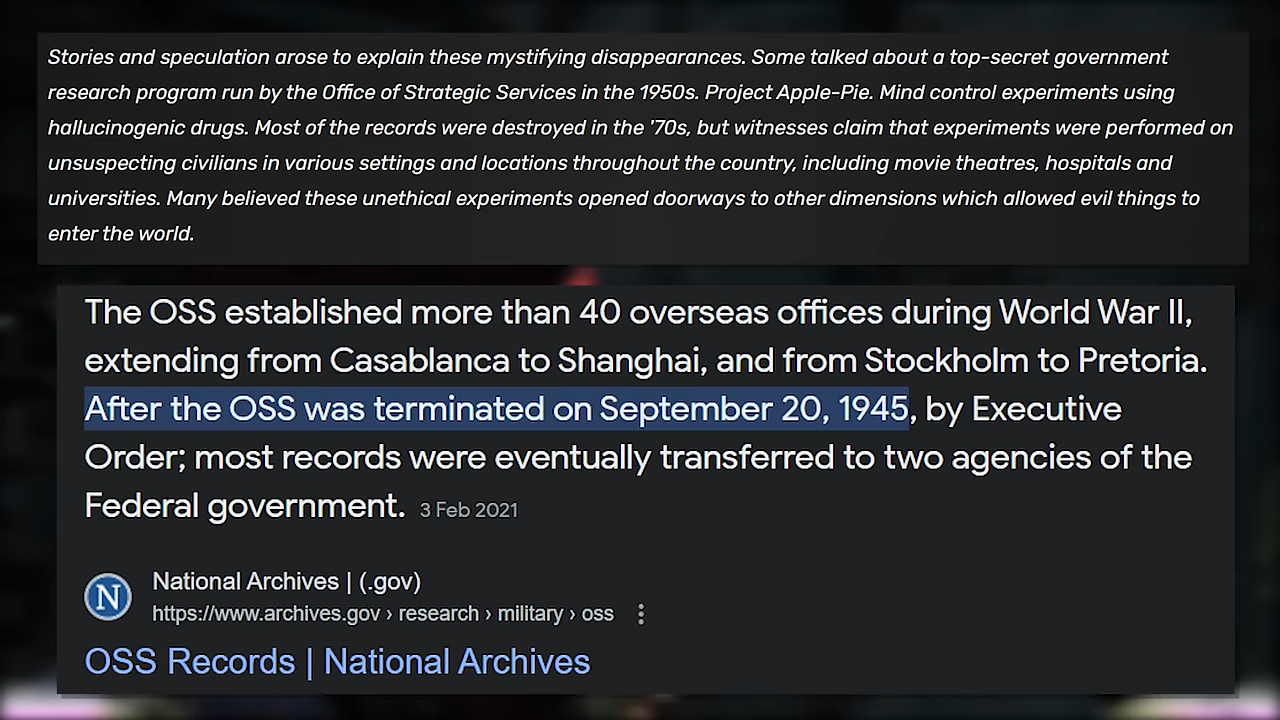 Stories and speculation arose to explain these mystifying disappearances. Some talked about a top-secret government
research program run by the Office of Strategic Services in the 1950s. Project Apple-Pie. Mind control experiments using
hallucinogenic drugs. Most of the records were destroyed in the '70s, but witnesses claim that experiments were performed on
unsuspecting civilians in various settings and locations throughout the country, including movie theatres, hospitals and
universities. Many believed these unethical experiments opened doorways to other dimensions which allowed evil things to
enter the world.
The OSS established more than 40 overseas offices during World War II,
extending from Casablanca to Shanghai, and from Stockholm to Pretoria.
After the OSS was terminated on September 20, 1945, by Executive
Order; most records were eventually transferred to two agencies of the
Federal government. 3 Feb 2021
N
National Archives | (.gov)
https://www.archives.gov › research › military › oss
OSS Records | National Archives